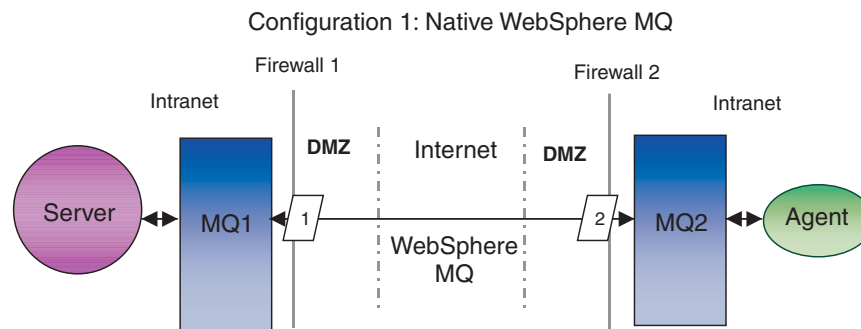 Configuration 1: Native WebSphere MQ
Firewall 1
Firewall 2
Intranet
Intranet
DMZ
Internet
DMZ
Server
MQ1
1
2
MQ2
Agent
WebSphere
MQ